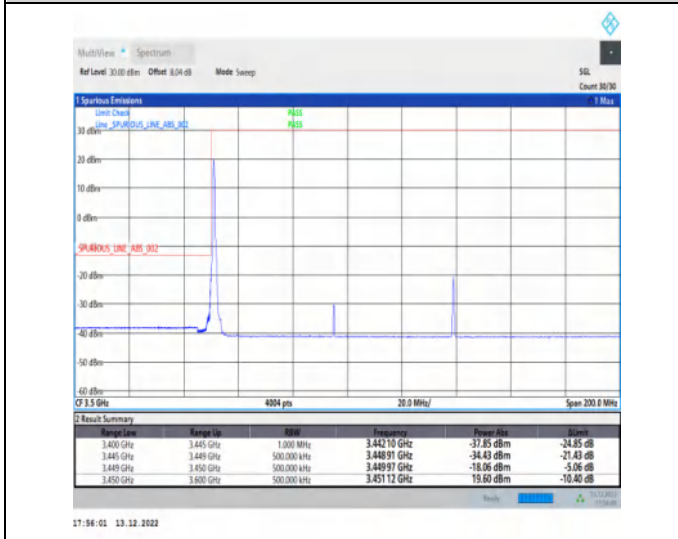 MultiView Spectrum
Ref Level 30.00 dBm Offset 8.04 dB Mode Sweep SGL
Count 30/30
1 Spurious Emissions 1 Max
Limit Check PASS
Line _SPURIOUS_LINE_ABS_002 PASS
30 dBm
20 dBm
10 dBm
0 dBm
_SPURIOUS_LINE_ABS_002
-20 dBm
-30 dBm
-40 dBm
-50 dBm
-60 dBm
CF 3.5 GHz 4004 pts 20.0 MHz/ Span 200.0 MHz
2 Result Summary
Range Low Range Up RBW Frequency Power Abs ΔLimit
3.400 GHz 3.445 GHz 1.000 MHz 3.44210 GHz -37.85 dBm -24.85 dB
3.445 GHz 3.449 GHz 500.000 kHz 3.44891 GHz -34.43 dBm -21.43 dB
3.449 GHz 3.450 GHz 500.000 kHz 3.44997 GHz -18.06 dBm -5.06 dB
3.450 GHz 3.600 GHz 500.000 kHz 3.45112 GHz 19.60 dBm -10.40 dB
Ready 13.12.2022
17:56:01 13.12.2022